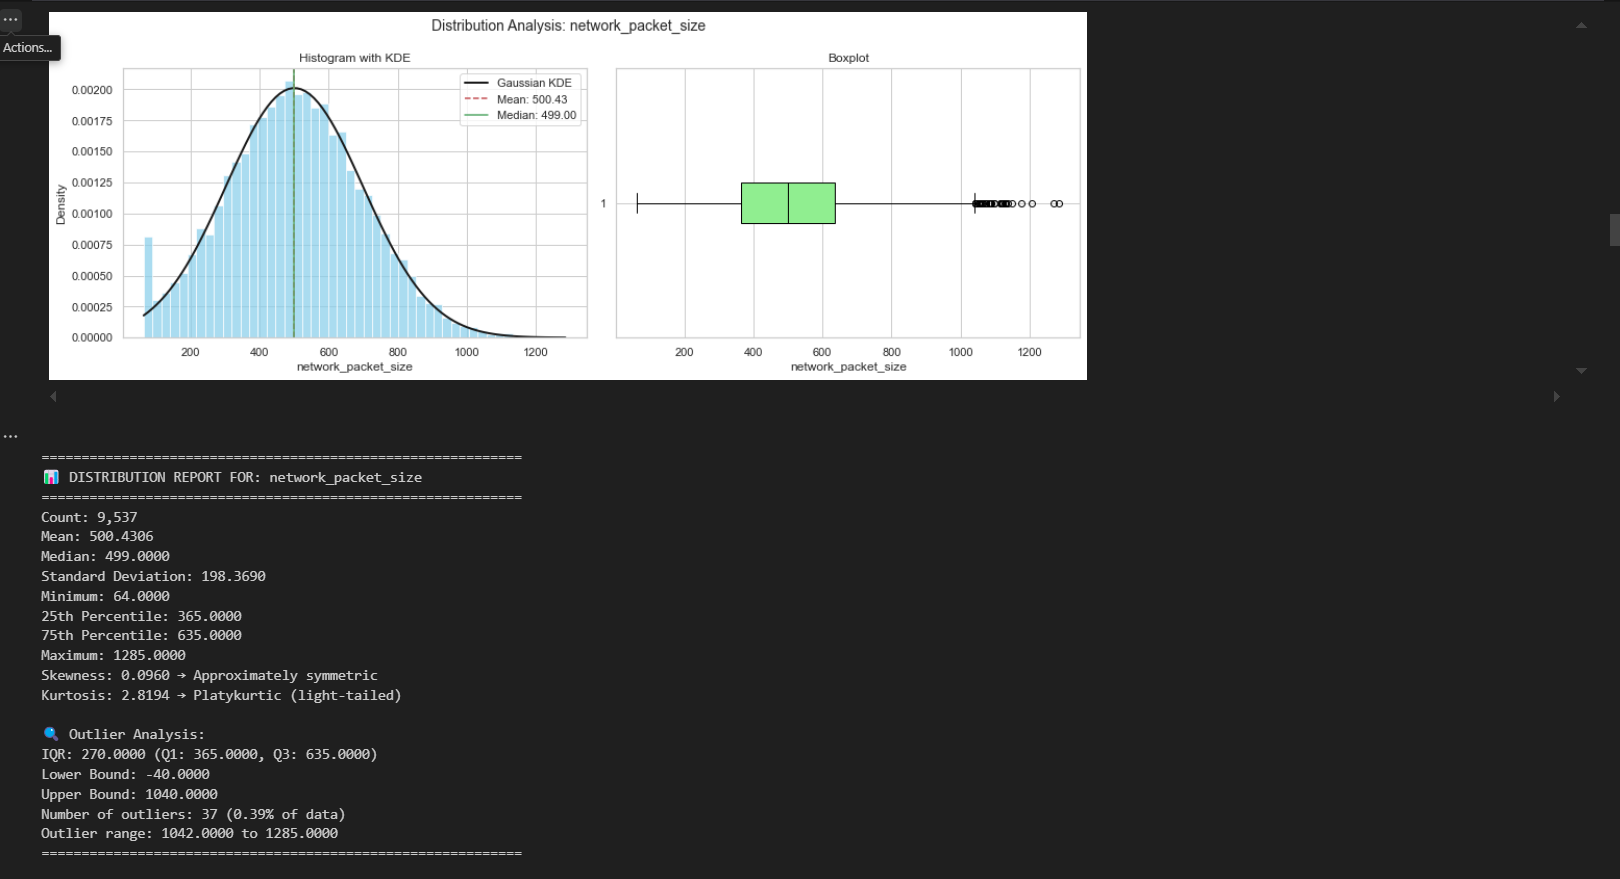 ...
Actions...
Distribution Analysis: network_packet_size
Histogram with KDE
Gaussian KDE
Mean: 500.43
Median: 499.00
Density
0.00200
0.00175
0.00150
0.00125
0.00100
0.00075
0.00050
0.00025
0.00000
200 400 600 800 1000 1200
network_packet_size
Boxplot
1
200 400 600 800 1000 1200
network_packet_size
...
============================================================
📊 DISTRIBUTION REPORT FOR: network_packet_size
============================================================
Count: 9,537
Mean: 500.4306
Median: 499.0000
Standard Deviation: 198.3690
Minimum: 64.0000
25th Percentile: 365.0000
75th Percentile: 635.0000
Maximum: 1285.0000
Skewness: 0.0960 → Approximately symmetric
Kurtosis: 2.8194 → Platykurtic (light-tailed)
🔍 Outlier Analysis:
IQR: 270.0000 (Q1: 365.0000, Q3: 635.0000)
Lower Bound: -40.0000
Upper Bound: 1040.0000
Number of outliers: 37 (0.39% of data)
Outlier range: 1042.0000 to 1285.0000
============================================================